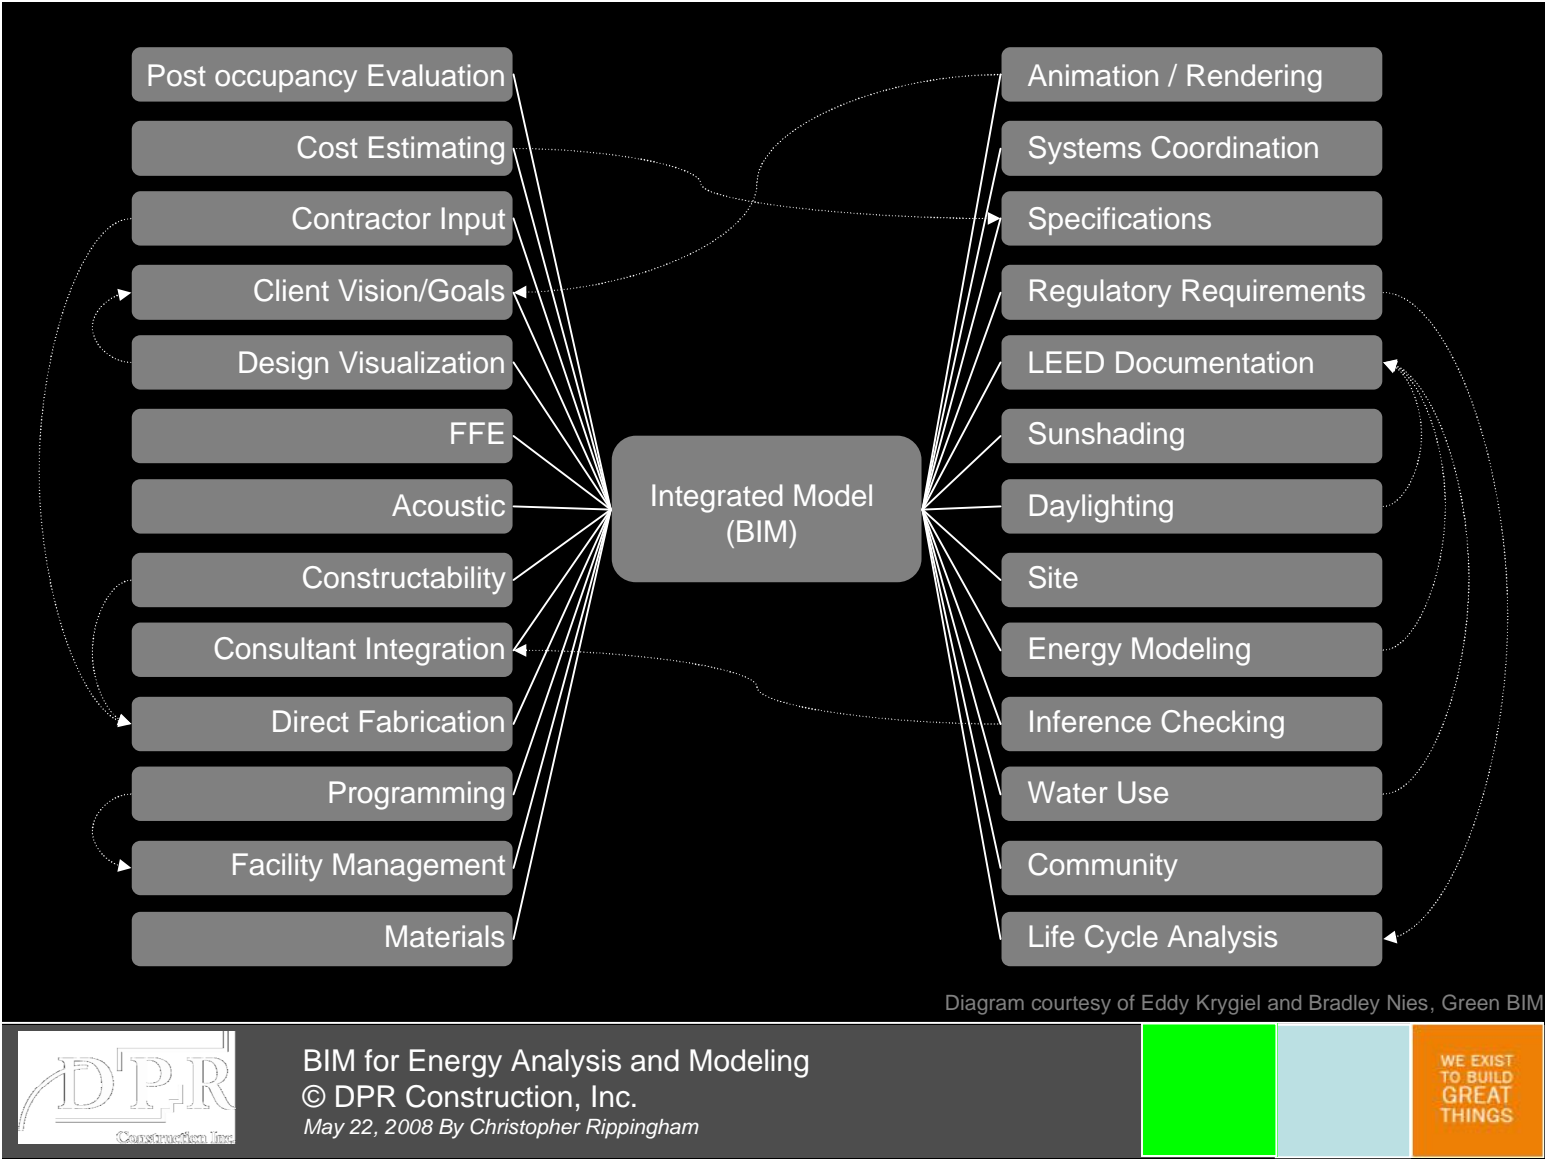 Post occupancy Evaluation
Cost Estimating
Contractor Input
Client Vision/Goals
Design Visualization
FFE
Acoustic
Constructability
Consultant Integration
Direct Fabrication
Programming
Facility Management
Materials
Integrated Model
(BIM)
Animation / Rendering
Systems Coordination
Specifications
Regulatory Requirements
LEED Documentation
Sunshading
Daylighting
Site
Energy Modeling
Inference Checking
Water Use
Community
Life Cycle Analysis
Diagram courtesy of Eddy Krygiel and Bradley Nies, Green BIM
DPR
Construction Inc
BIM for Energy Analysis and Modeling
© DPR Construction, Inc.
May 22, 2008 By Christopher Rippingham
WE EXIST
TO BUILD
GREAT
THINGS